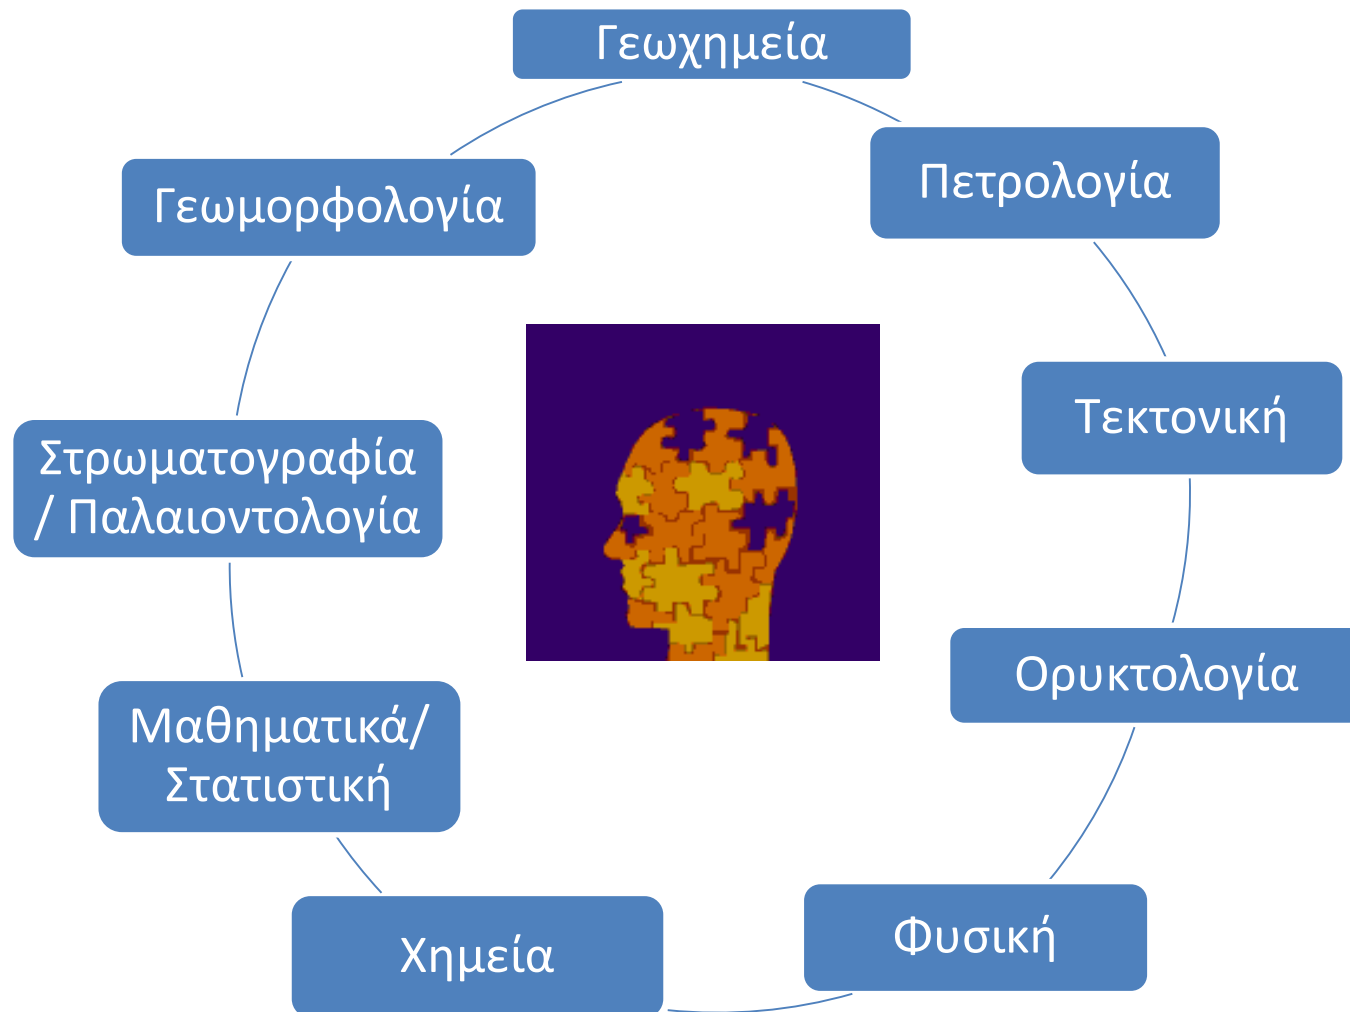 Γεωχημεία
Πετρολογία
Τεκτονική
Ορυκτολογία
Φυσική
Χημεία
Μαθηματικά/
Στατιστική
Στρωματογραφία
/ Παλαιοντολογία
Γεωμορφολογία